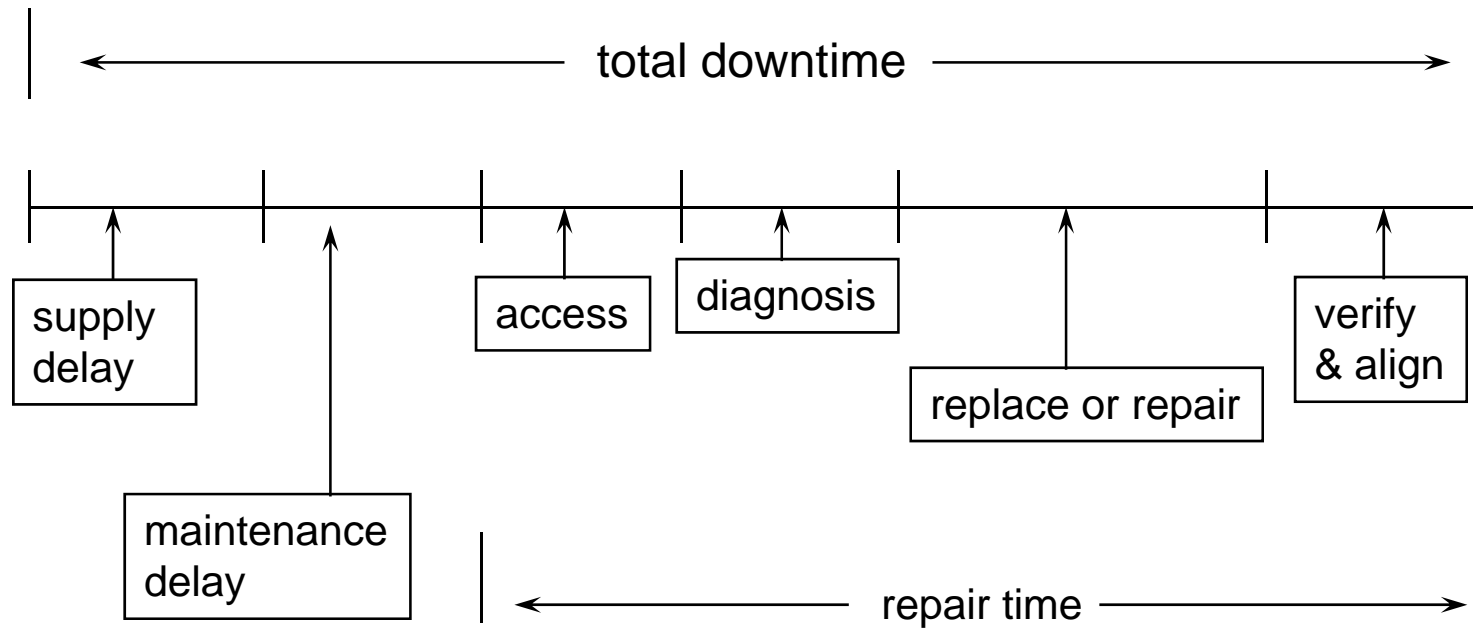 total downtime
supply
delay
maintenance
delay
access
diagnosis
replace or repair
verify
& align
repair time